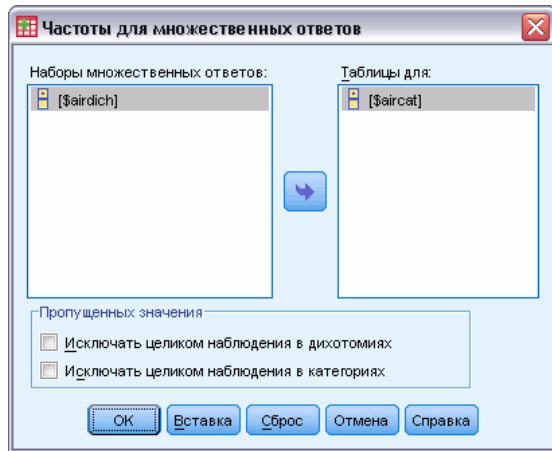 Частоты для множественных ответов
Наборы множественных ответов:
Таблицы для:
[$airdich]
[$aircat]
Пропущенных значения
Исключать целиком наблюдения в дихотомиях
Исключать целиком наблюдения в категориях
OK
Вставка
Сброс
Отмена
Справка